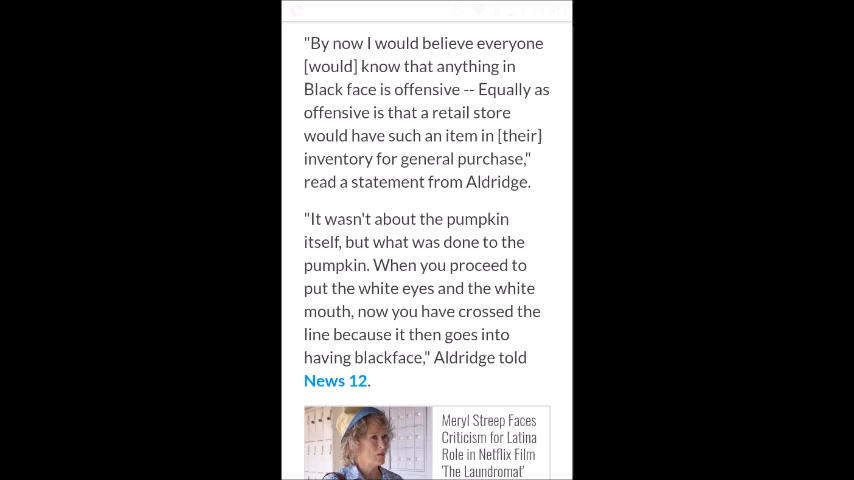 "By now I would believe everyone
[would] know that anything in
Black face is offensive -- Equally as
offensive is that a retail store
would have such an item in [their]
inventory for general purchase,"
read a statement from Aldridge.
"It wasn't about the pumpkin
itself, but what was done to the
pumpkin. When you proceed to
put the white eyes and the white
mouth, now you have crossed the
line because it then goes into
having blackface," Aldridge told
News 12.
Meryl Streep Faces
Criticism for Latina
Role in Netflix Film
'The Laundromat'